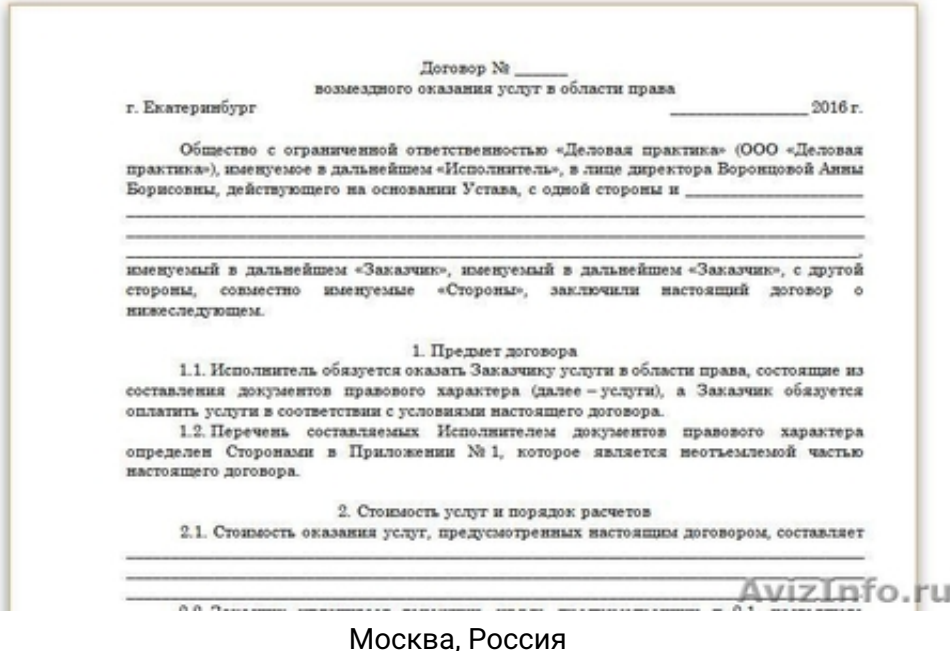 Договор № ______
возмездного оказания услуг в области права
г. Екатеринбург ________________ 2016 г.
Общество с ограниченной ответственностью «Деловая практика» (ООО «Деловая
практика»), именуемое в дальнейшем «Исполнитель», в лице директора Воронцовой Анны
Борисовны, действующего на основании Устава, с одной стороны и ____________________
именуемый в дальнейшем «Заказчик», именуемый в дальнейшем «Заказчик», с другой
стороны, совместно именуемые «Стороны», заключили настоящий договор о
нижеследующем.
1. Предмет договора
1.1. Исполнитель обязуется оказать Заказчику услуги в области права, состоящие из
составления документов правового характера (далее – услуги), а Заказчик обязуется
оплатить услуги в соответствии с условиями настоящего договора.
1.2. Перечень составляемых Исполнителем документов правового характера
определен Сторонами в Приложении № 1, которое является неотъемлемой частью
настоящего договора.
2. Стоимость услуг и порядок расчетов
2.1. Стоимость оказания услуг, предусмотренных настоящим договором, составляет
AvizInfo.ru
Москва, Россия